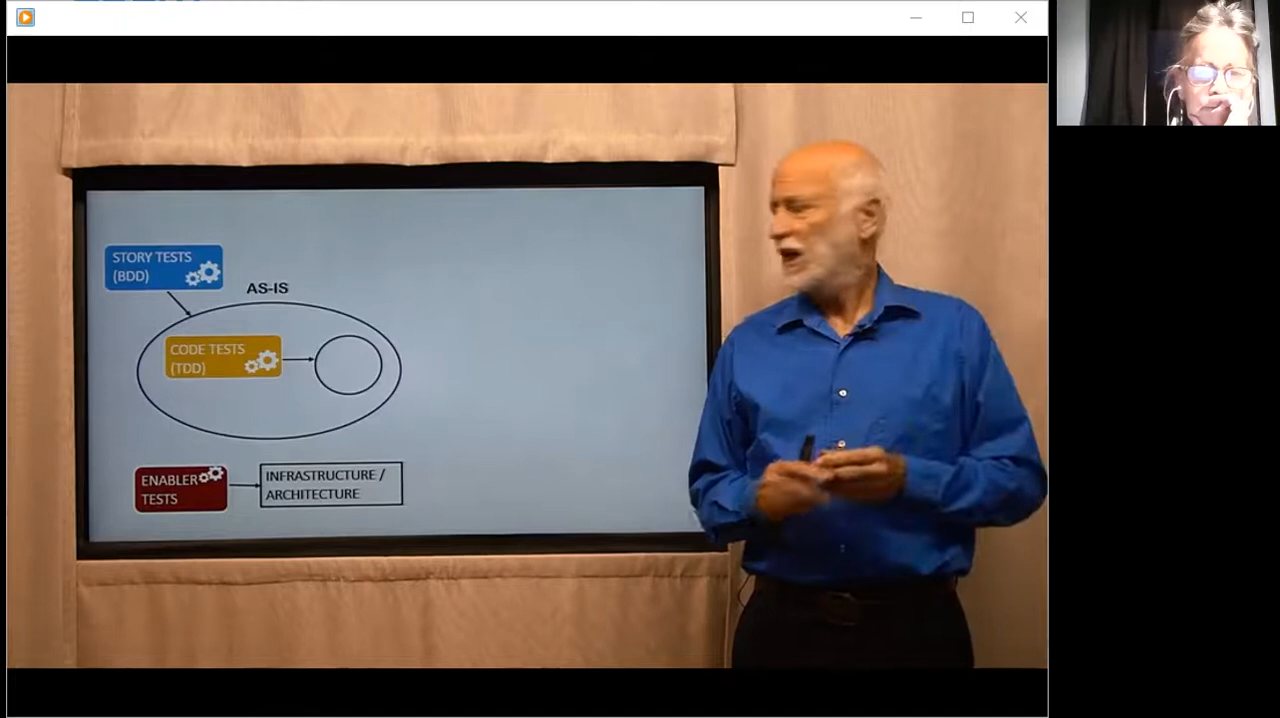 STORY TESTS
(BDD)
AS-IS
CODE TESTS
(TDD)
ENABLER
TESTS
INFRASTRUCTURE /
ARCHITECTURE